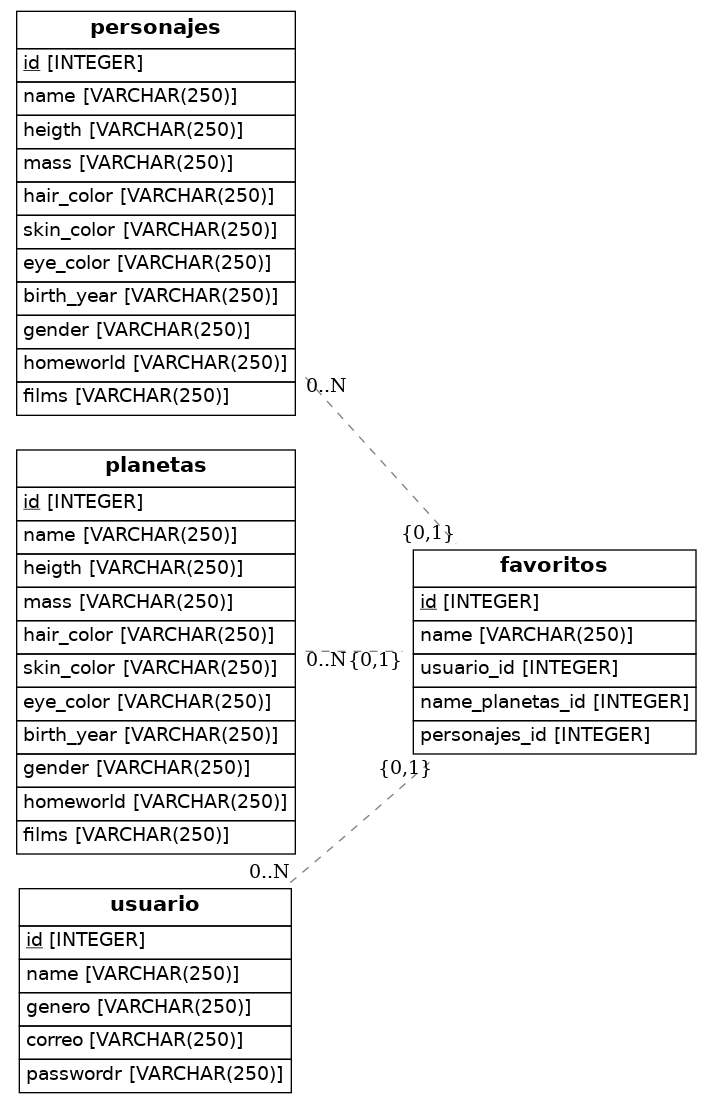 personajes
id [INTEGER]
name [VARCHAR(250)]
heigth [VARCHAR(250)]
mass [VARCHAR(250)]
hair_color [VARCHAR(250)]
skin_color [VARCHAR(250)]
eye_color [VARCHAR(250)]
birth_year [VARCHAR(250)]
gender [VARCHAR(250)]
homeworld [VARCHAR(250)]
films [VARCHAR(250)]
0..N
{0,1}
planetas
id [INTEGER]
name [VARCHAR(250)]
heigth [VARCHAR(250)]
mass [VARCHAR(250)]
hair_color [VARCHAR(250)]
skin_color [VARCHAR(250)]
eye_color [VARCHAR(250)]
birth_year [VARCHAR(250)]
gender [VARCHAR(250)]
homeworld [VARCHAR(250)]
films [VARCHAR(250)]
0..N
{0,1}
favoritos
id [INTEGER]
name [VARCHAR(250)]
usuario_id [INTEGER]
name_planetas_id [INTEGER]
personajes_id [INTEGER]
{0,1}
0..N
usuario
id [INTEGER]
name [VARCHAR(250)]
genero [VARCHAR(250)]
correo [VARCHAR(250)]
passwordr [VARCHAR(250)]